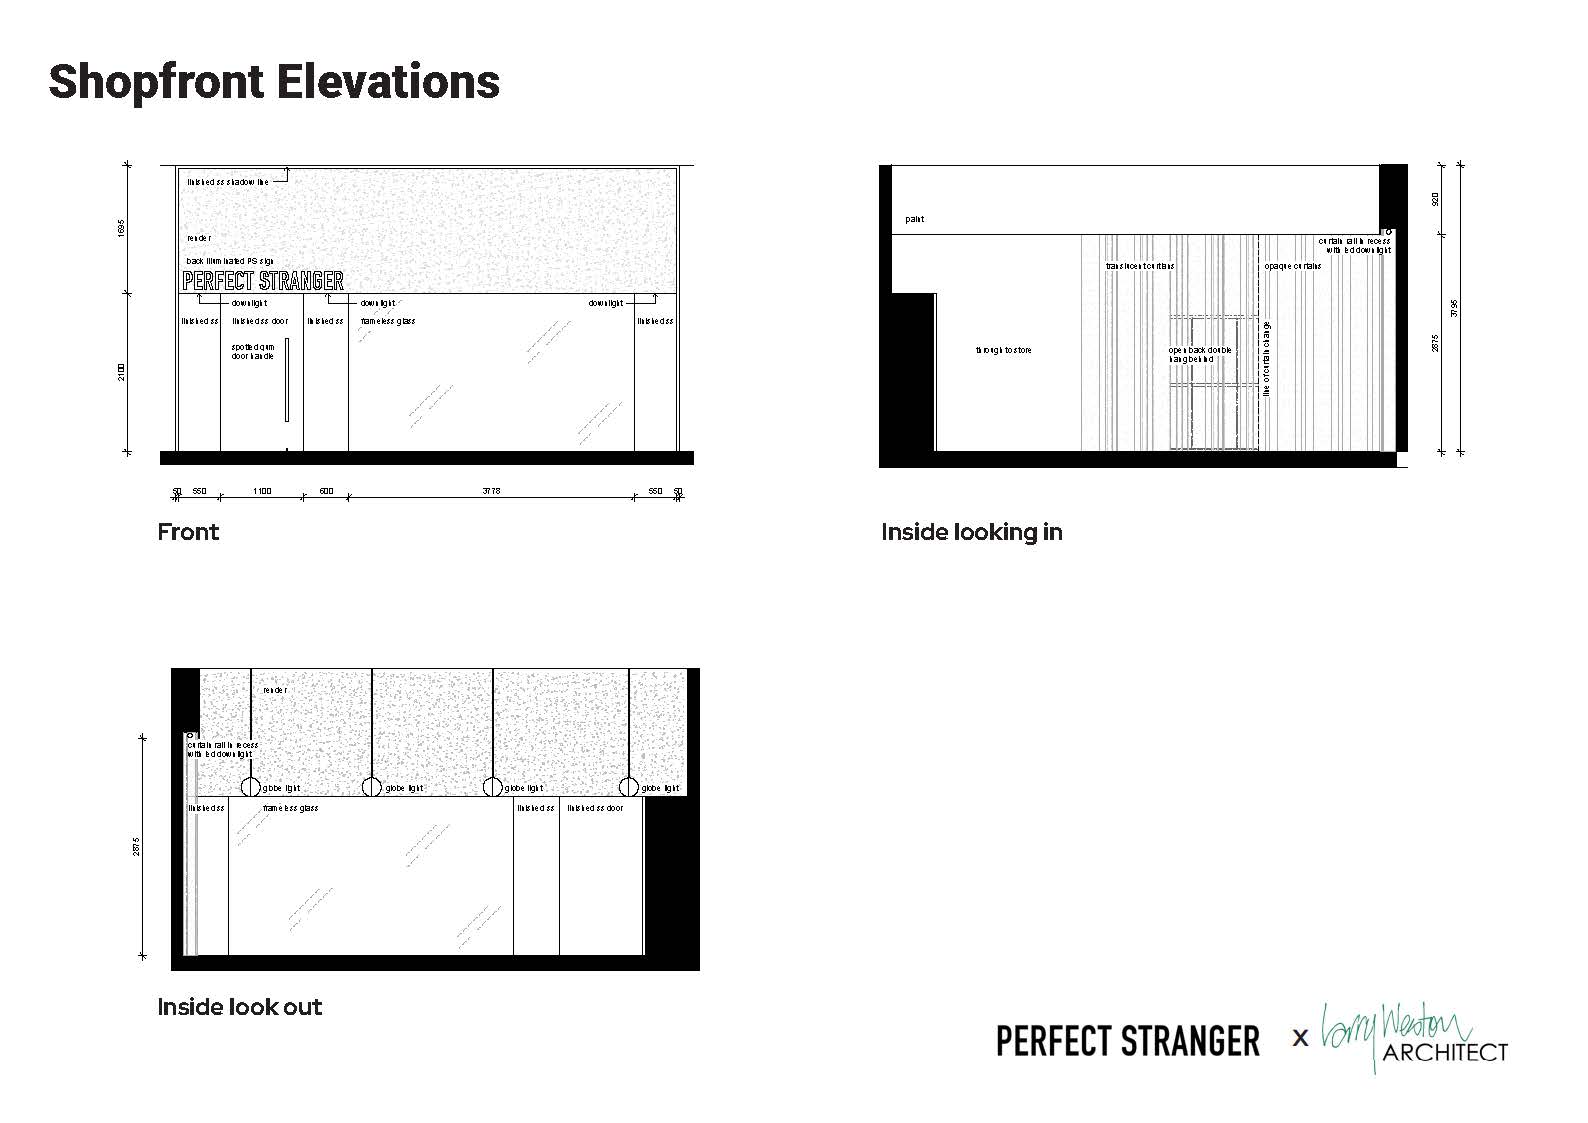 Shopfront Elevations
1695
2100
finished ss shadow line
render
back illuminated PS sign
PERFECT STRANGER
downlight
downlight
downlight
finished ss
finished ss door
finished ss
frameless glass
finished ss
spotted gum
door handle
50
550
1100
600
3778
550
50
Front
paint
translucent curtains
opaque curtains
curtain rail in recess
with led downlight
through to store
open back double
hang behind
line of curtain change
920
2875
3795
Inside looking in
render
curtain rail in recess
with led downlight
globe light
globe light
globe light
globe light
finished ss
frameless glass
finished ss
finished ss door
2875
Inside look out
PERFECT STRANGER
x
Larry Weston
ARCHITECT